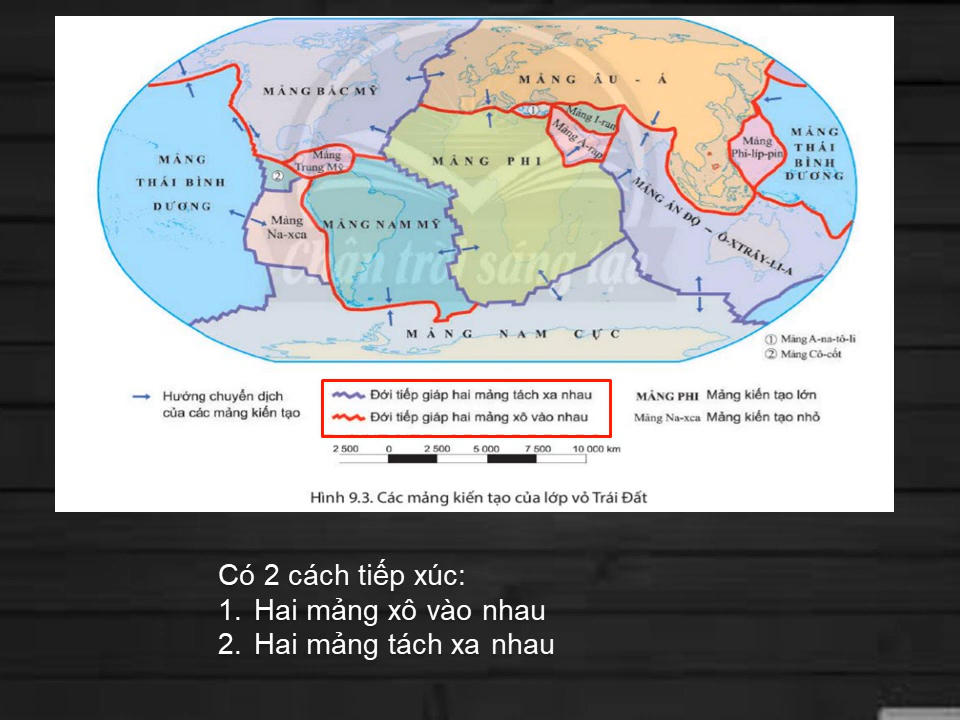 MẢNG BẮC MỸ
MẢNG ÂU - Á
①
Mảng I-ran
Mảng A-rap
MẢNG
THÁI BÌNH
DƯƠNG
Mảng
Trung Mỹ
②
MẢNG PHI
Mảng
Phi-líp-pin
MẢNG
THÁI
BÌNH
DƯƠNG
Mảng
Na-xca
MẢNG NAM MỸ
MẢNG ẤN ĐỘ – Ô-XTRÂY-LI-A
Chân trời sáng tạo
MẢNG NAM CỰC
① Mảng A-na-tô-li
② Mảng Cô-cốt
Hướng chuyển dịch
của các mảng kiến tạo
Đới tiếp giáp hai mảng tách xa nhau
Đới tiếp giáp hai mảng xô vào nhau
MẢNG PHI Mảng kiến tạo lớn
Mảng Na-xca Mảng kiến tạo nhỏ
2 500 0 2 500 5 000 7 500 10 000 km
Hình 9.3. Các mảng kiến tạo của lớp vỏ Trái Đất
Có 2 cách tiếp xúc:
1. Hai mảng xô vào nhau
2. Hai mảng tách xa nhau